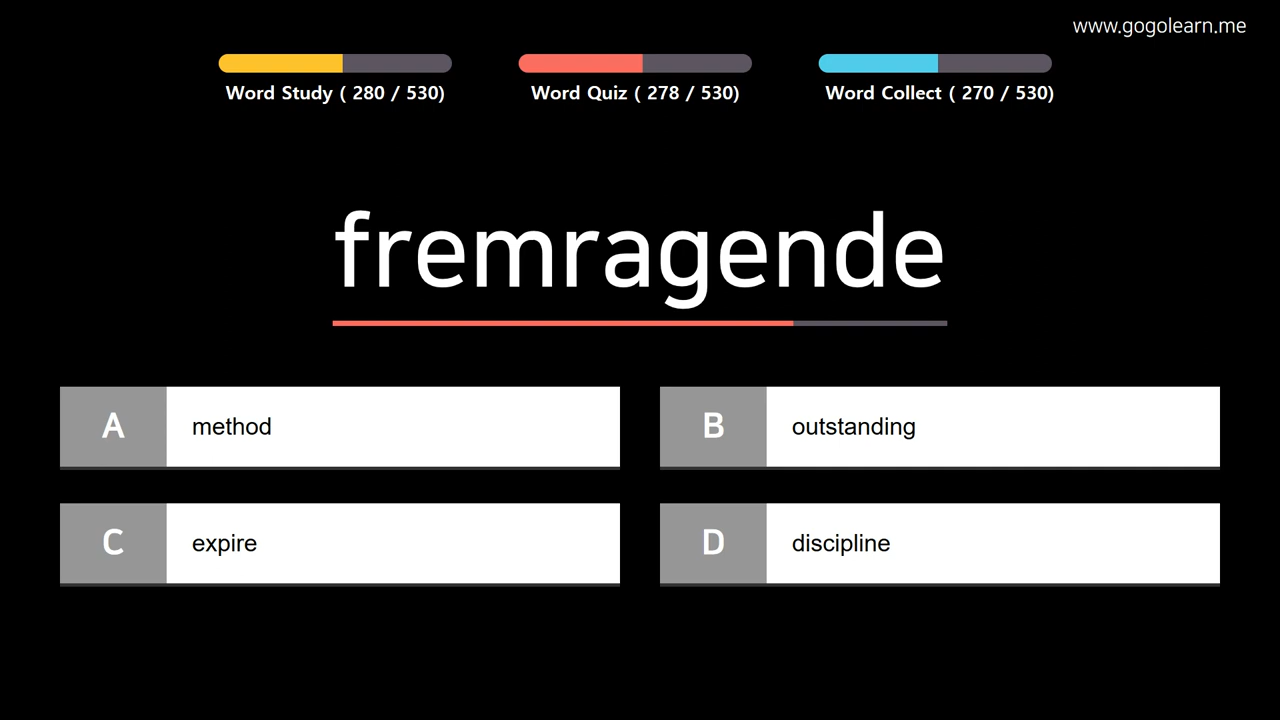 www.gogolearn.me
Word Study ( 280 / 530)
Word Quiz ( 278 / 530)
Word Collect ( 270 / 530)
fremragende
A method
B outstanding
C expire
D discipline